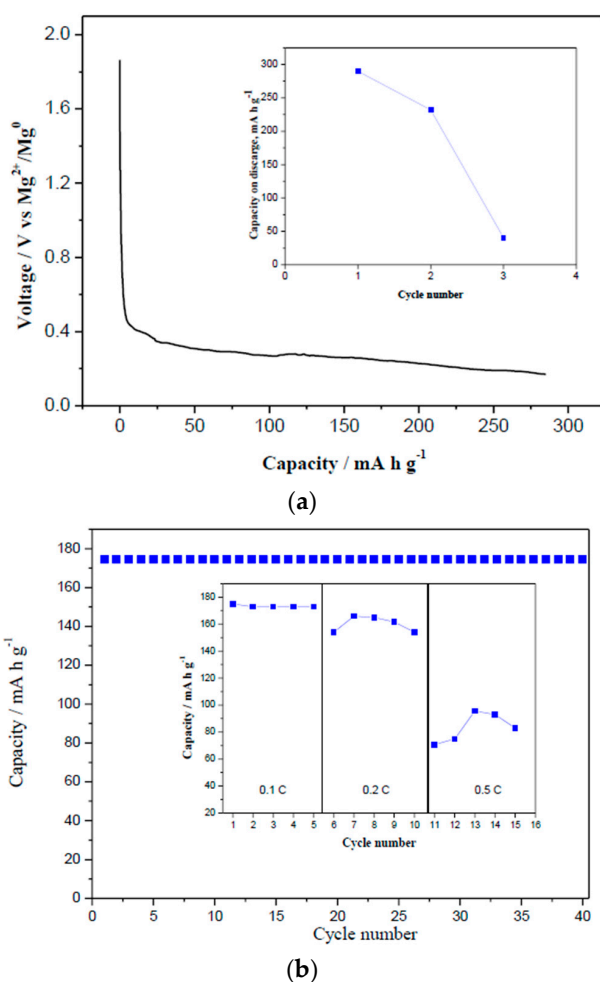 2.0
1.6
1.2
0.8
0.4
0.0
Voltage / V vs Mg²⁺/Mg⁰
0 50 100 150 200 250 300
Capacity / mA h g⁻¹
300
250
200
150
100
50
0
Capacity on discarge, mA h g⁻¹
0 1 2 3 4
Cycle number
(a)
180
160
140
120
100
80
60
40
20
0
Capacity / mA h g⁻¹
180
160
140
120
100
80
60
40
20
Capacity / mA h g⁻¹
0.1 C 0.2 C 0.5 C
1 2 3 4 5 6 7 8 9 10 11 12 13 14 15 16
Cycle number
0 5 10 15 20 25 30 35 40
Cycle number
(b)